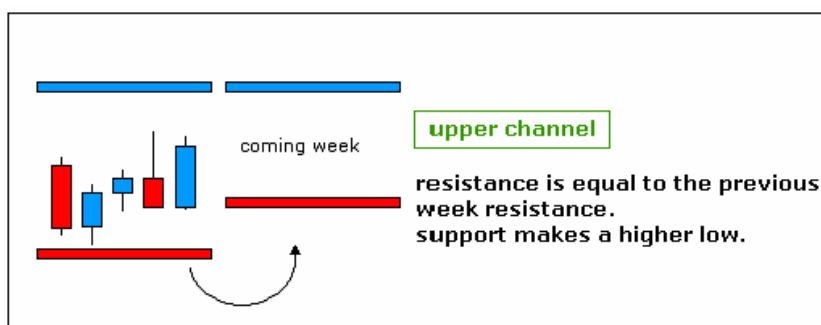 upper channel
coming week
resistance is equal to the previous
week resistance.
support makes a higher low.